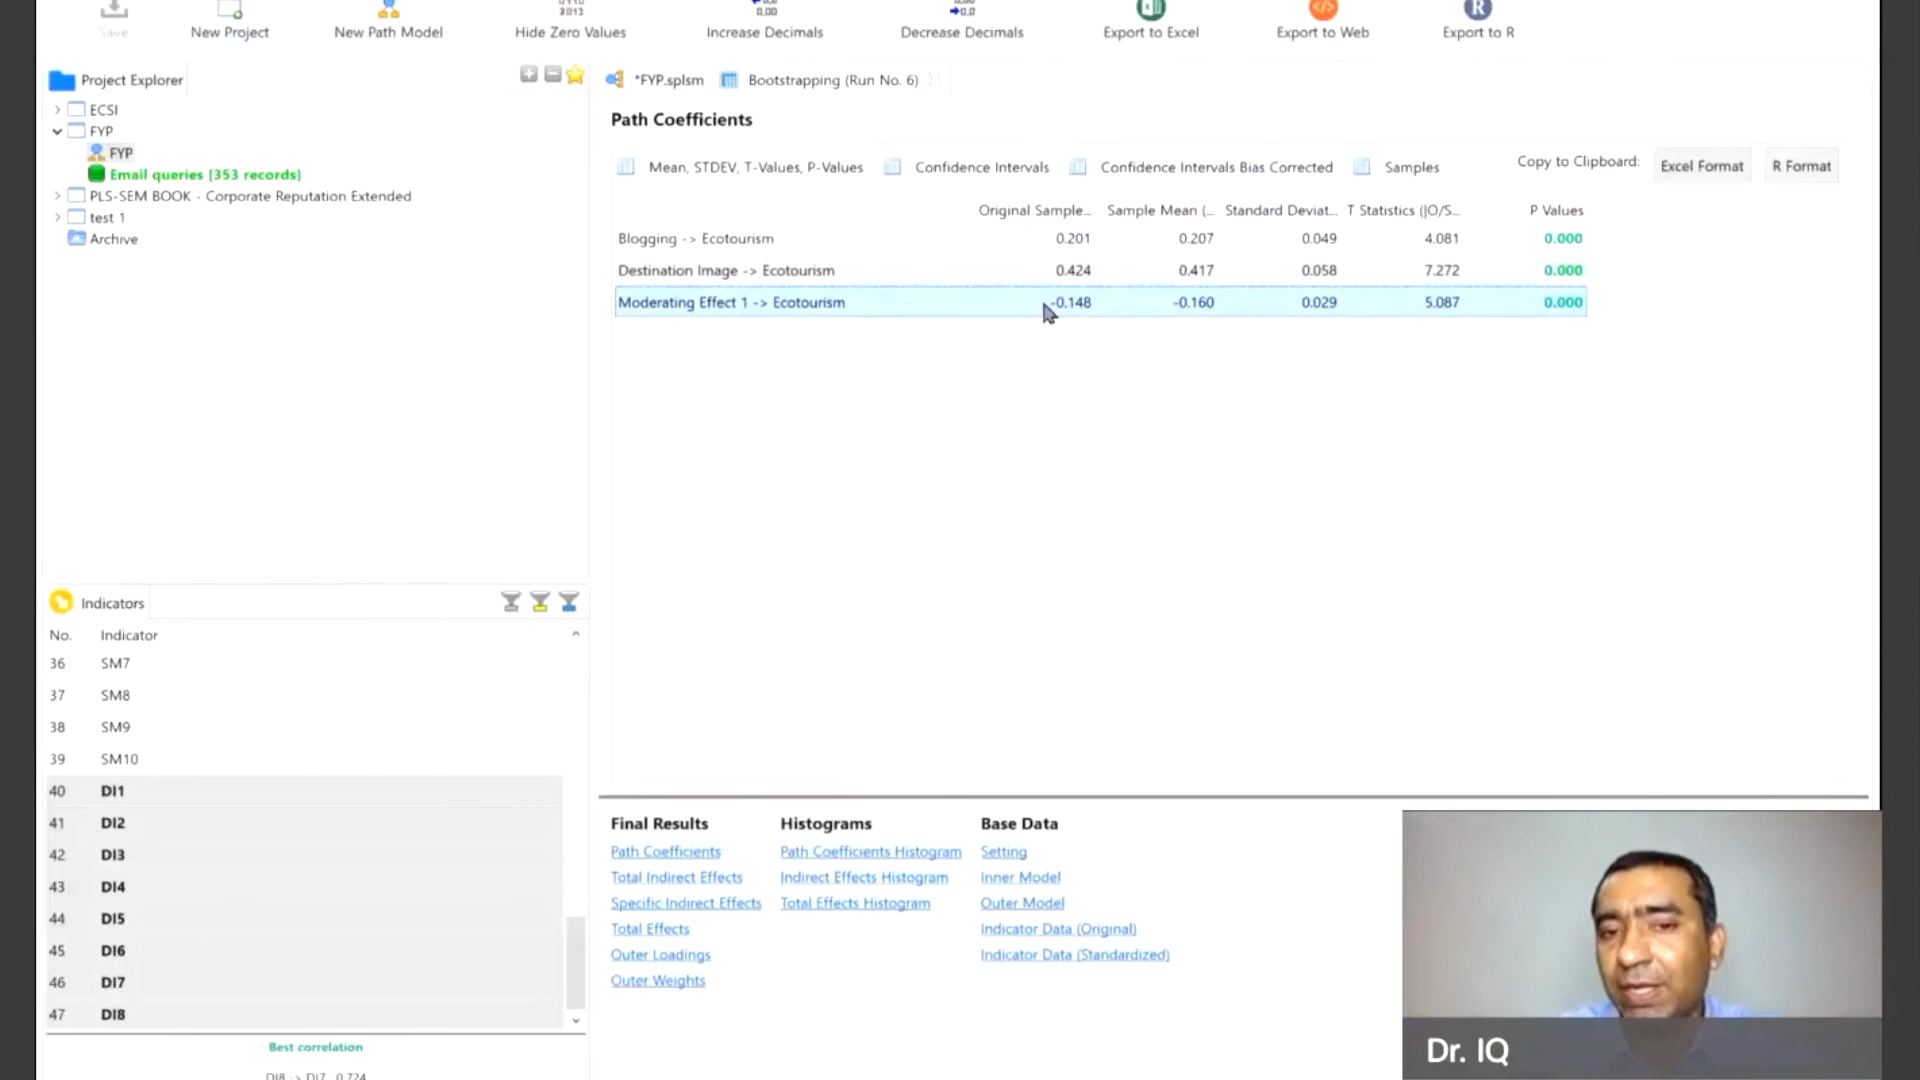 Save
New Project
New Path Model
Hide Zero Values
Increase Decimals
Decrease Decimals
Export to Excel
Export to Web
Export to R
Project Explorer
ECSI
FYP
FYP
Email queries [353 records]
PLS-SEM BOOK - Corporate Reputation Extended
test 1
Archive
*FYP.splsm
Bootstrapping (Run No. 6)
Path Coefficients
Mean, STDEV, T-Values, P-Values
Confidence Intervals
Confidence Intervals Bias Corrected
Samples
Copy to Clipboard:
Excel Format
R Format
Original Sample... Sample Mean (... Standard Deviat... T Statistics (|O/S... P Values
Blogging -> Ecotourism 0.201 0.207 0.049 4.081 0.000
Destination Image -> Ecotourism 0.424 0.417 0.058 7.272 0.000
Moderating Effect 1 -> Ecotourism -0.148 -0.160 0.029 5.087 0.000
Indicators
No. Indicator
36 SM7
37 SM8
38 SM9
39 SM10
40 DI1
41 DI2
42 DI3
43 DI4
44 DI5
45 DI6
46 DI7
47 DI8
Best correlation
DI8 -> DI7 : 0.724
Final Results
Path Coefficients
Total Indirect Effects
Specific Indirect Effects
Total Effects
Outer Loadings
Outer Weights
Histograms
Path Coefficients Histogram
Indirect Effects Histogram
Total Effects Histogram
Base Data
Setting
Inner Model
Outer Model
Indicator Data (Original)
Indicator Data (Standardized)
Dr. IQ